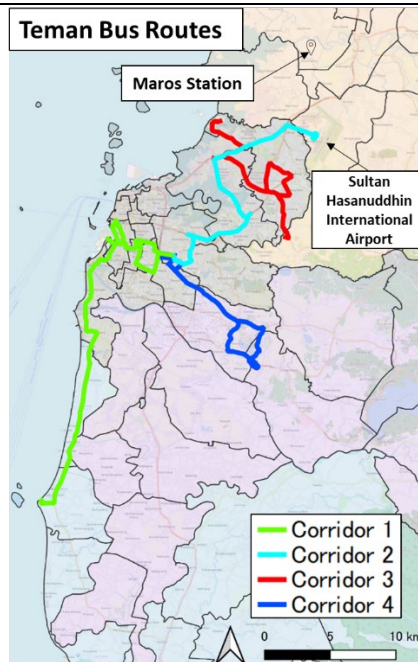 Teman Bus Routes
Maros Station
Sultan
Hasanuddhin
International
Airport
Corridor 1
Corridor 2
Corridor 3
Corridor 4
0 5 10 km